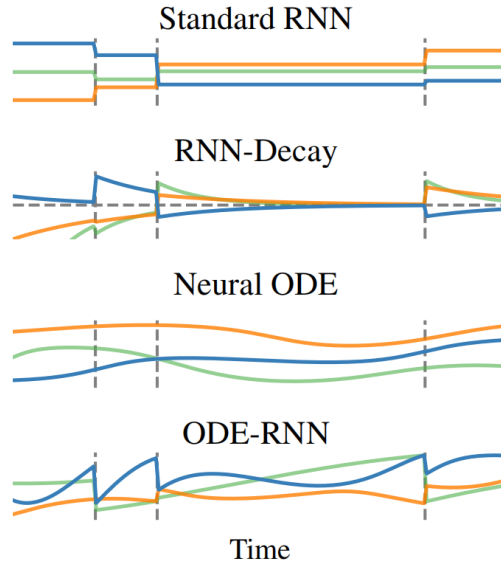 Standard RNN
RNN-Decay
Neural ODE
ODE-RNN
Time